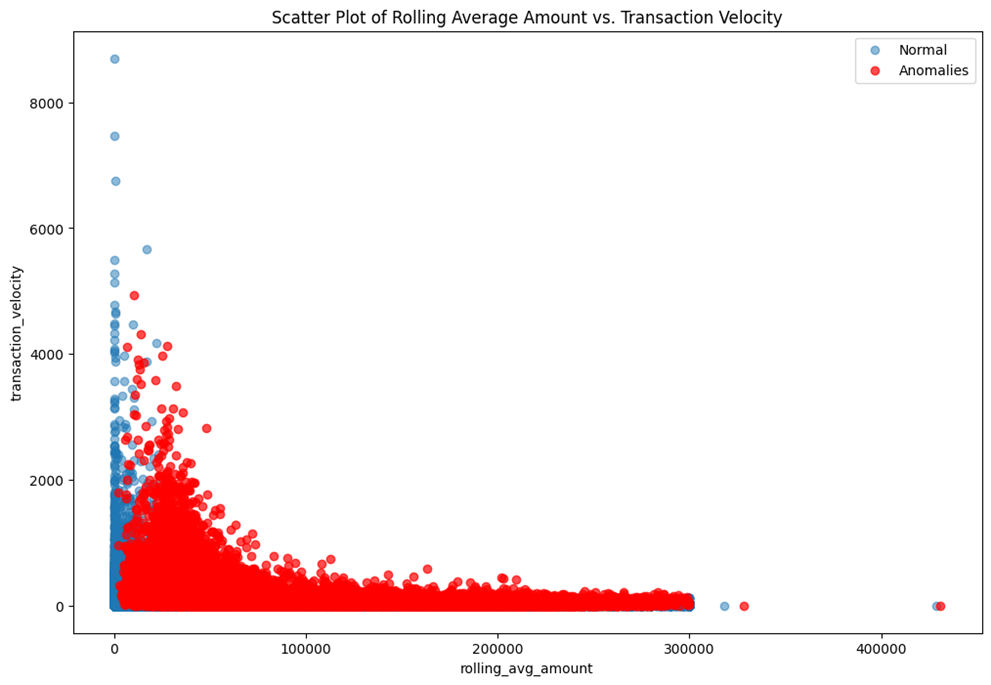 Scatter Plot of Rolling Average Amount vs. Transaction Velocity
Normal
Anomalies
8000
6000
4000
2000
0
transaction_velocity
0
100000
200000
300000
400000
rolling_avg_amount